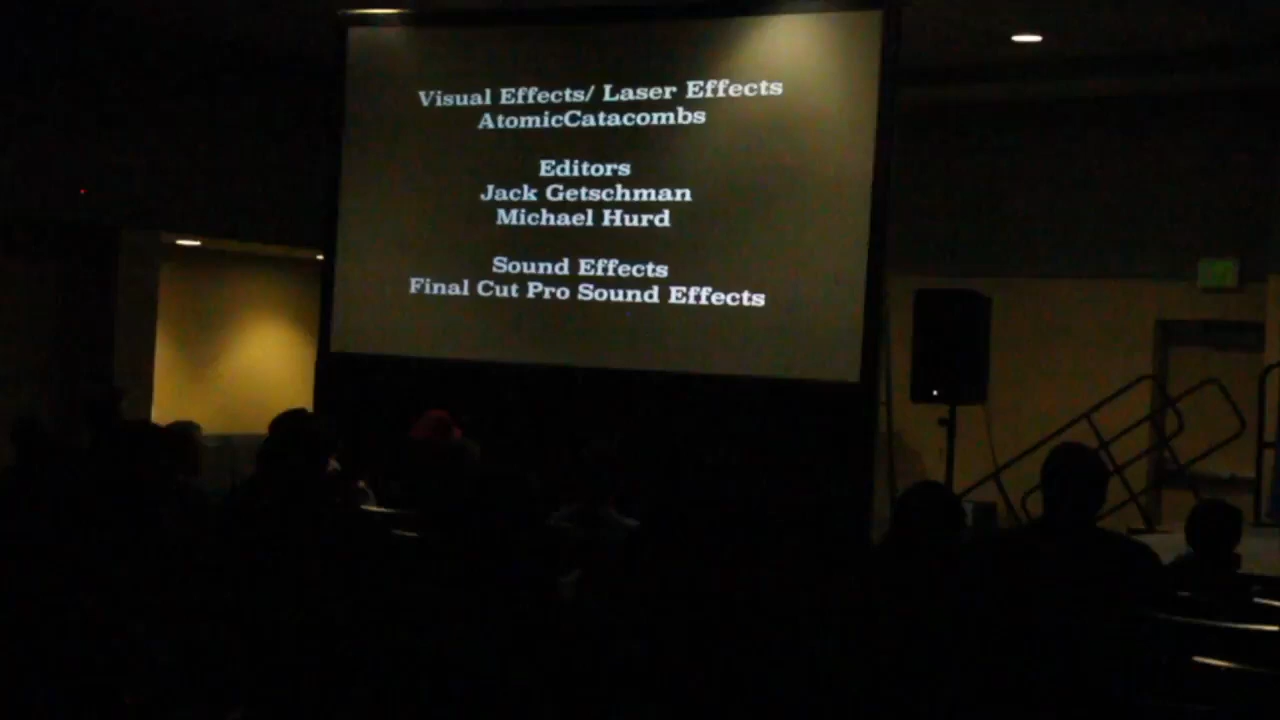 Visual Effects/ Laser Effects
AtomicCatacombs
Editors
Jack Getschman
Michael Hurd
Sound Effects
Final Cut Pro Sound Effects